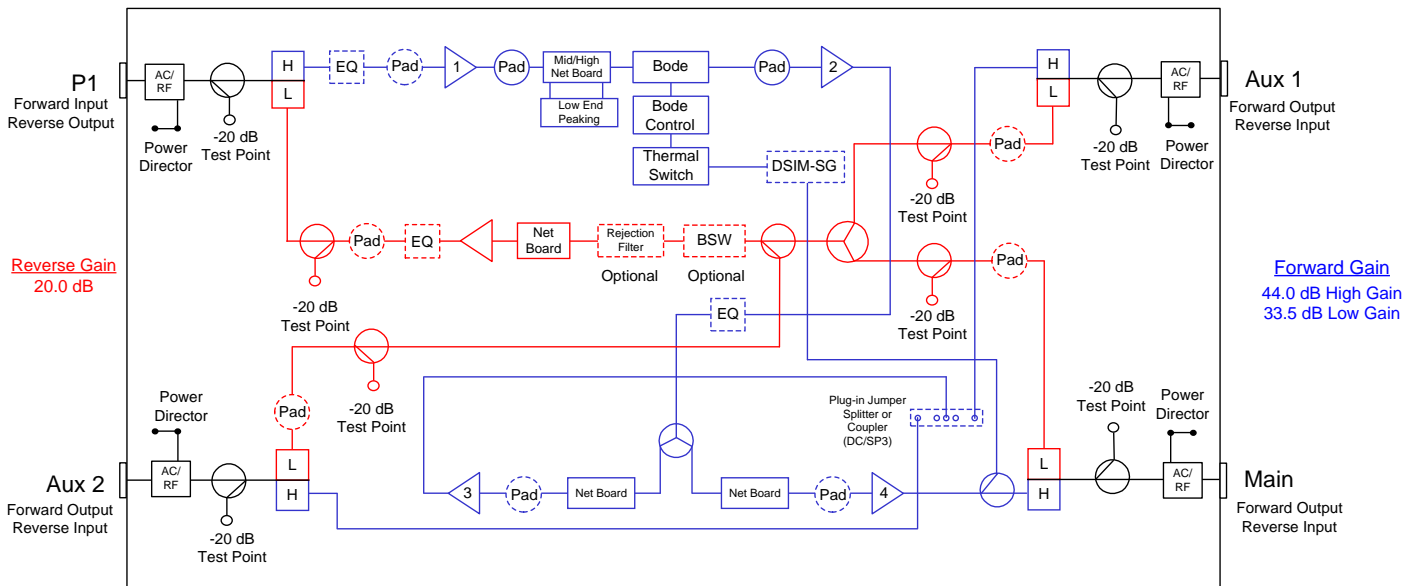 P1
Forward Input
Reverse Output
AC/
RF
Power
Director
-20 dB
Test Point
H
L
EQ
Pad
1
Pad
Mid/High
Net Board
Low End
Peaking
Bode
Bode
Control
Thermal
Switch
Pad
2
DSIM-SG
H
L
-20 dB
Test Point
AC/
RF
Power
Director
Aux 1
Forward Output
Reverse Input
Pad
-20 dB
Test Point
Reverse Gain
20.0 dB
-20 dB
Test Point
Pad
EQ
Net
Board
Rejection
Filter
Optional
BSW
Optional
Pad
-20 dB
Test Point
Forward Gain
44.0 dB High Gain
33.5 dB Low Gain
EQ
-20 dB
Test Point
Pad
Power
Director
Aux 2
Forward Output
Reverse Input
AC/
RF
-20 dB
Test Point
L
H
3
Pad
Net Board
Net Board
Pad
4
Plug-in Jumper
Splitter or
Coupler
(DC/SP3)
L
H
-20 dB
Test Point
Power
Director
AC/
RF
Main
Forward Output
Reverse Input